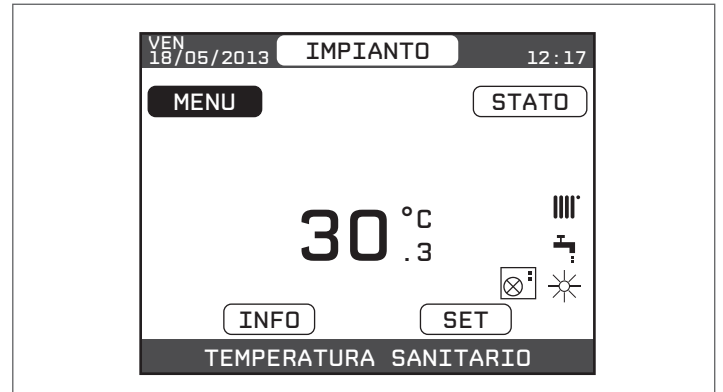 VEN
18/05/2013 IMPIANTO 12:17
MENU STATO
30.3 °C
INFO SET
TEMPERATURA SANITARIO